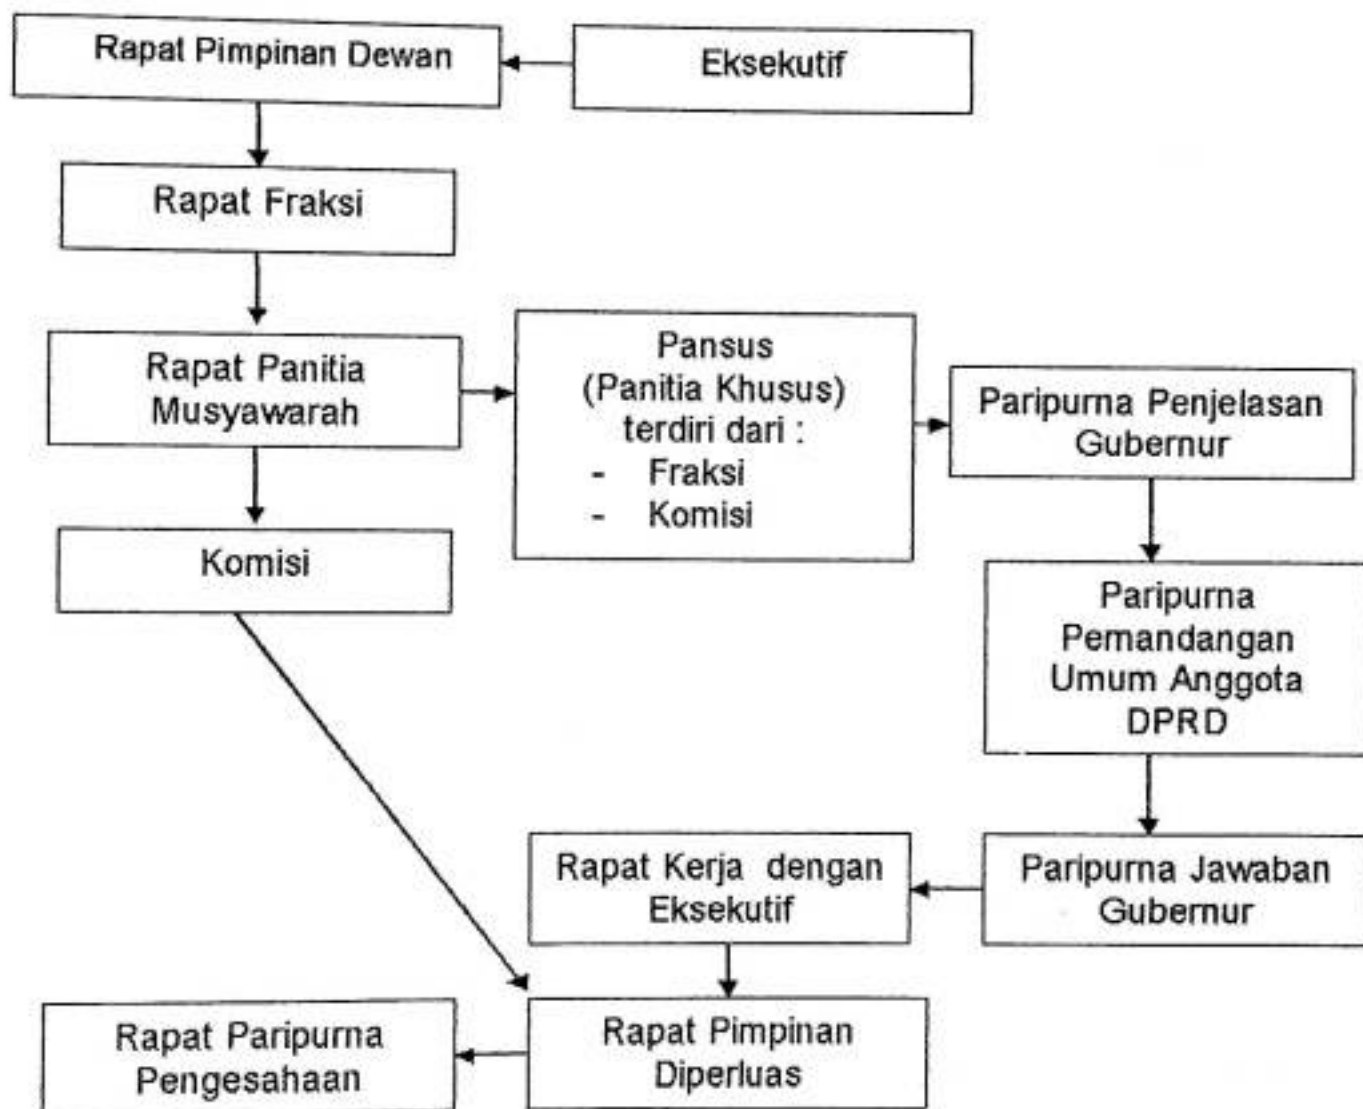 Rapat Pimpinan Dewan
Eksekutif
Rapat Fraksi
Rapat Panitia
Musyawarah
Pansus
(Panitia Khusus)
terdiri dari :
- Fraksi
- Komisi
Paripurna Penjelasan
Gubernur
Komisi
Paripurna
Pemandangan
Umum Anggota
DPRD
Paripurna Jawaban
Gubernur
Rapat Kerja dengan
Eksekutif
Rapat Pimpinan
Diperluas
Rapat Paripurna
Pengesahaan